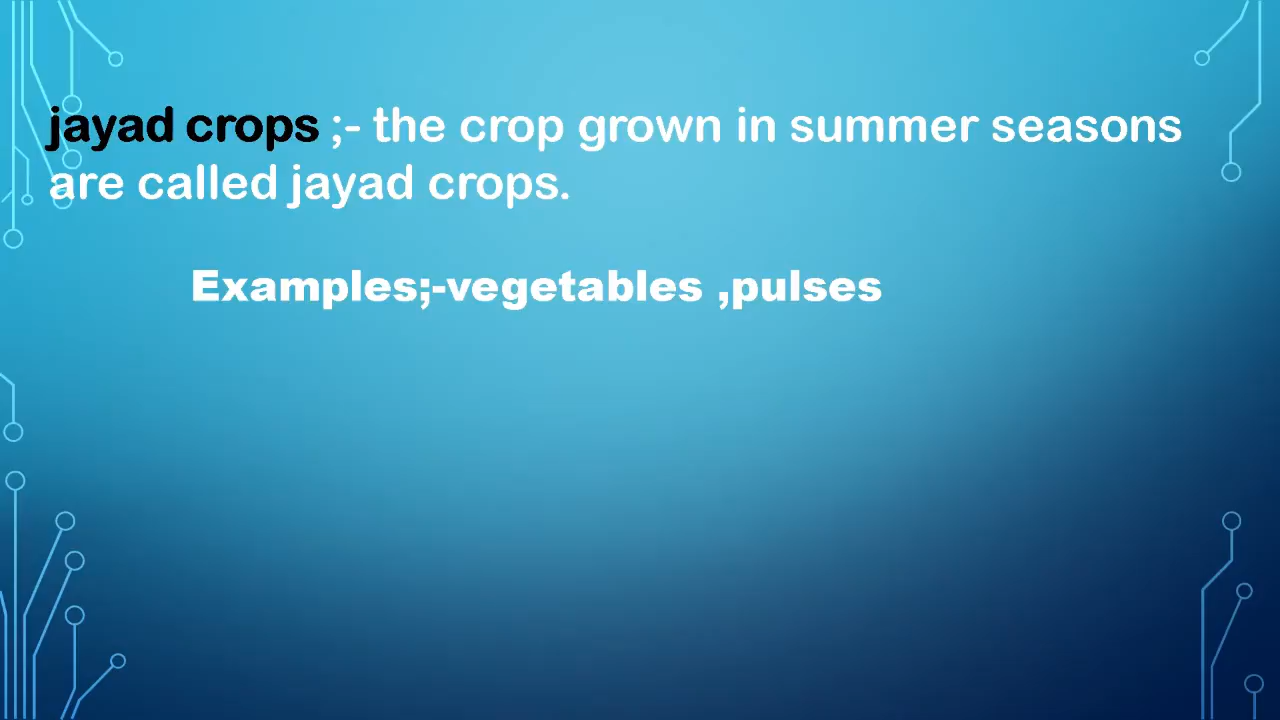 jayad crops ;- the crop grown in summer seasons
are called jayad crops.
Examples;-vegetables ,pulses